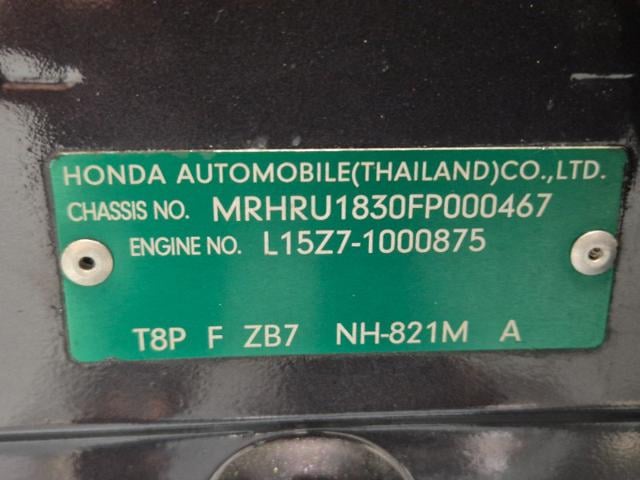 HONDA AUTOMOBILE(THAILAND)CO.,LTD.
CHASSIS NO. MRHRU1830FP000467
ENGINE NO. L15Z7-1000875
T8P F ZB7 NH-821M A